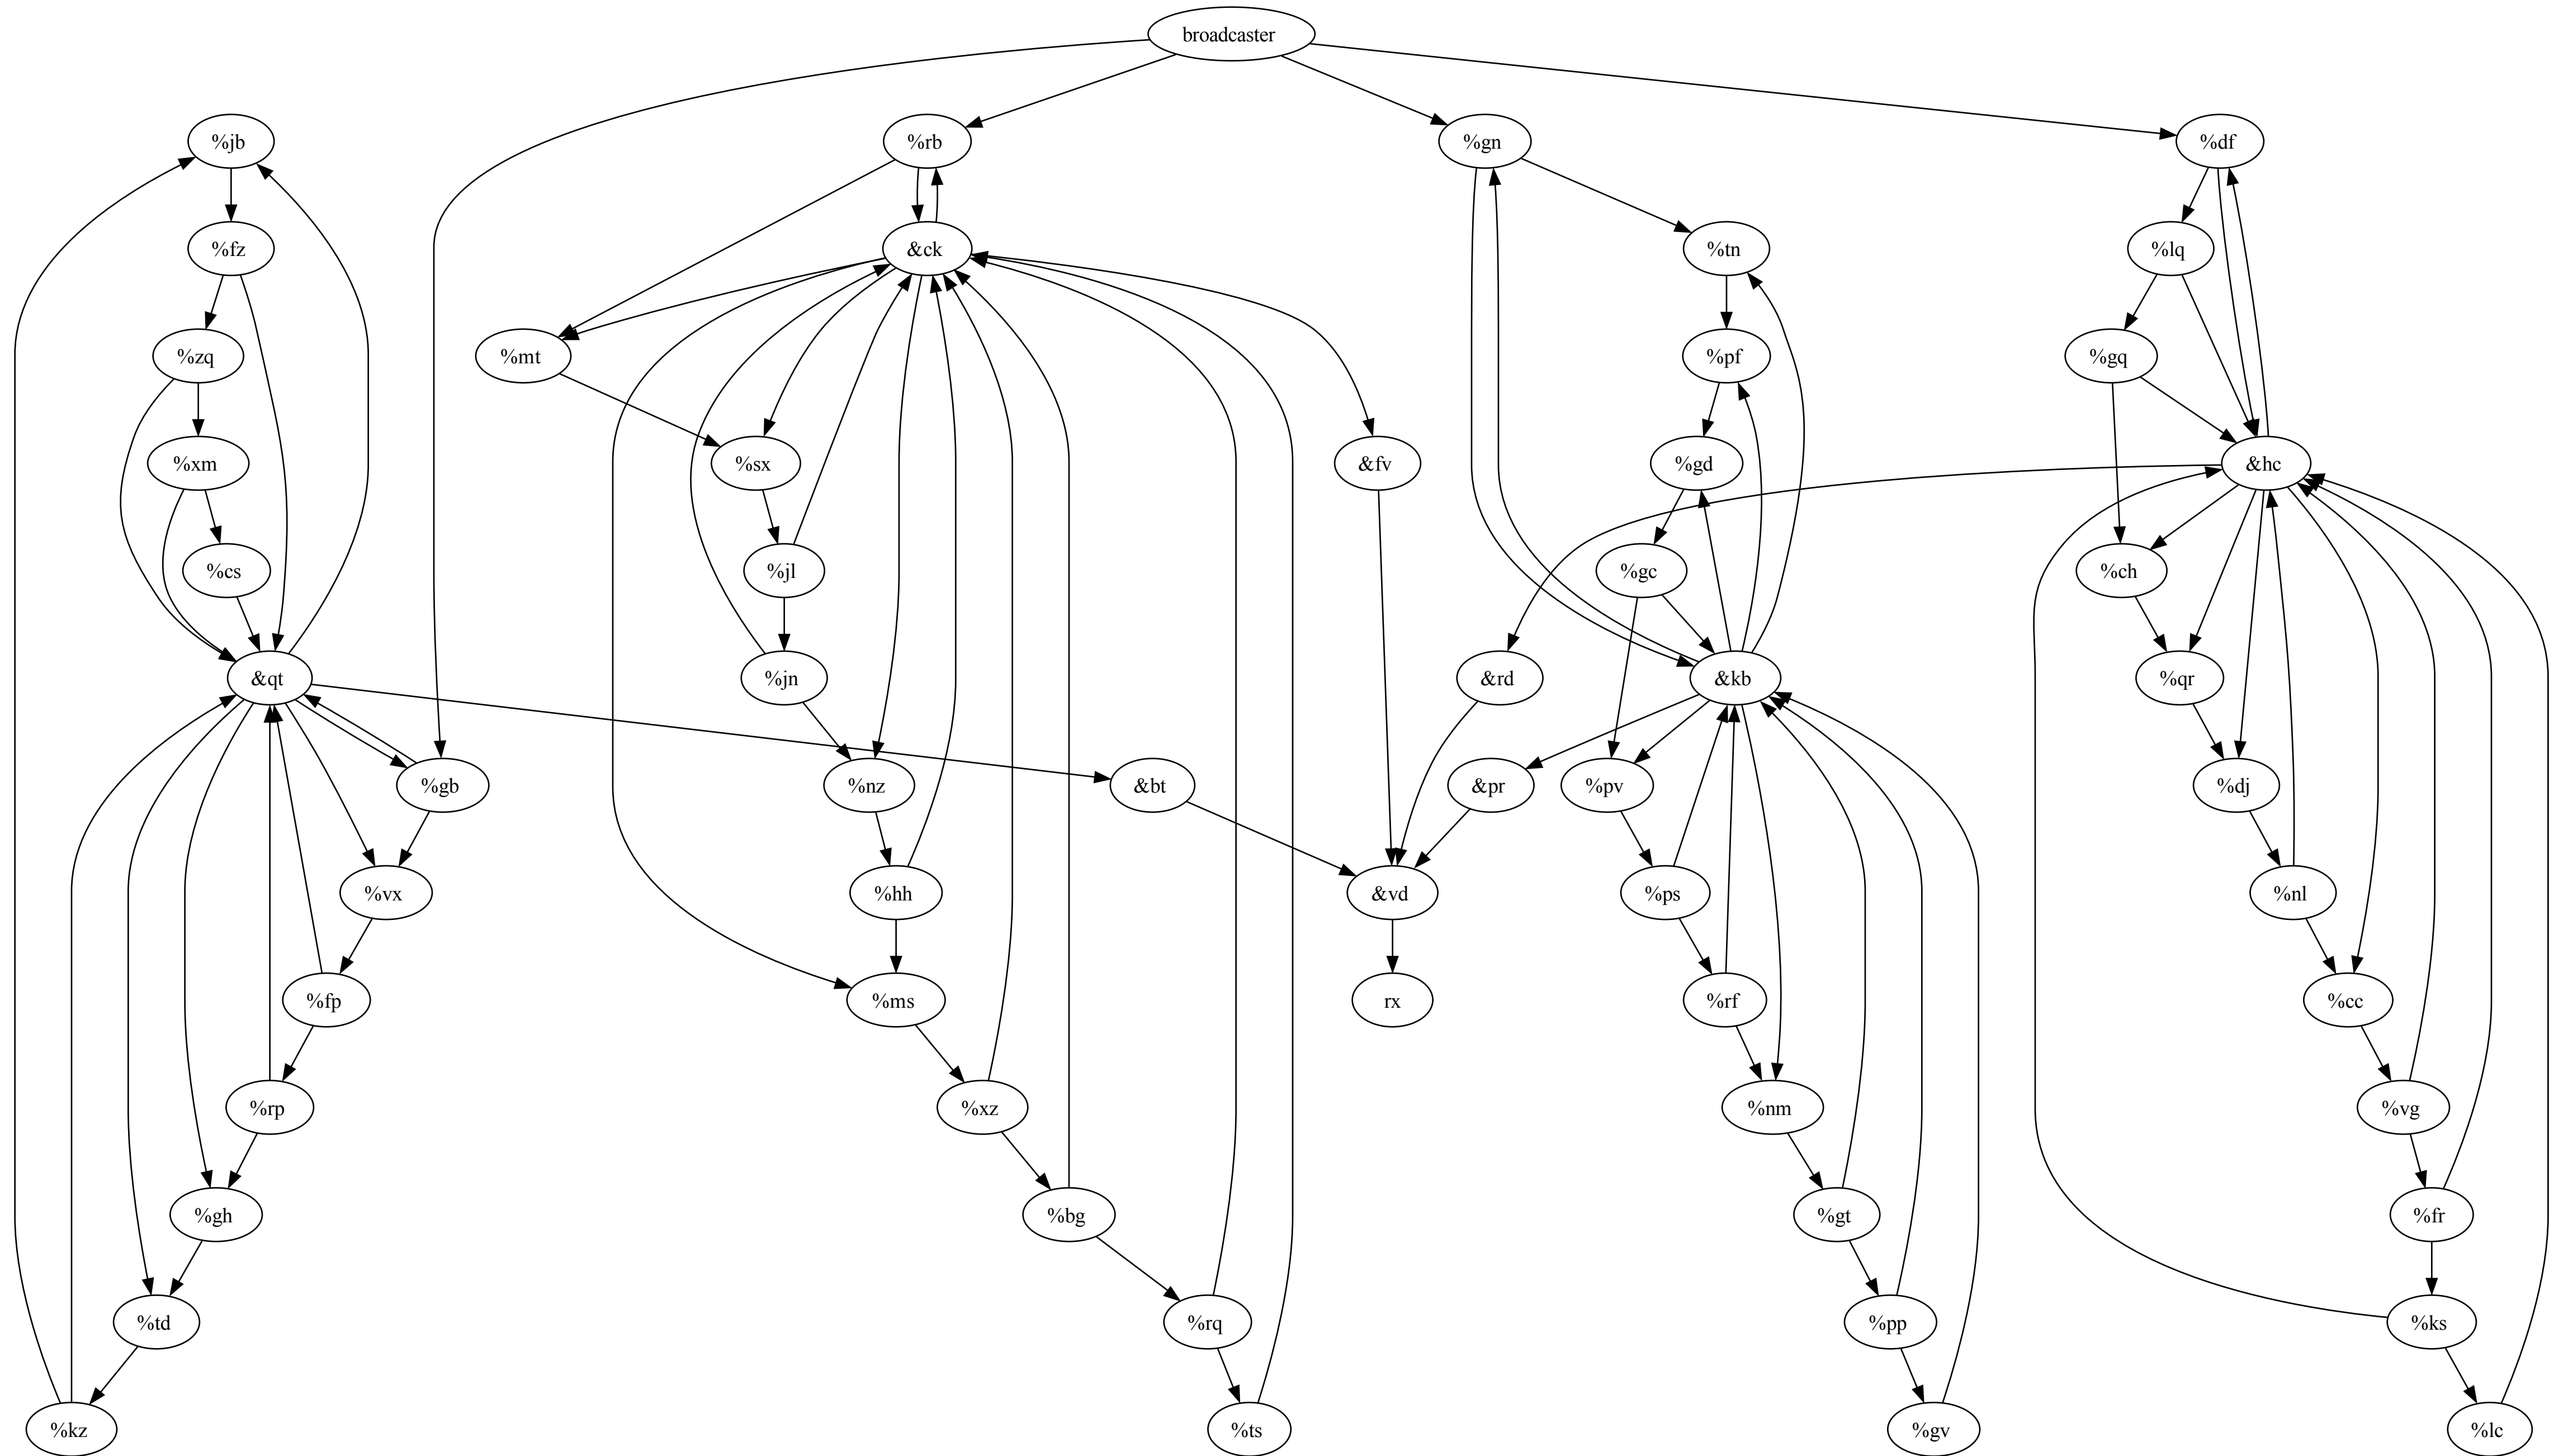 broadcaster
%jb
%rb
%gn
%df
%fz
&ck
%tn
%lq
%zq
%mt
%pf
%gq
%xm
%sx
&fv
%gd
&hc
%cs
%jl
%gc
%ch
&qt
%jn
&rd
&kb
%qr
%gb
%nz
&bt
&pr
%pv
%dj
%vx
%hh
&vd
%ps
%nl
%fp
%ms
rx
%rf
%cc
%rp
%xz
%nm
%vg
%gh
%bg
%gt
%fr
%td
%rq
%pp
%ks
%kz
%ts
%gv
%lc